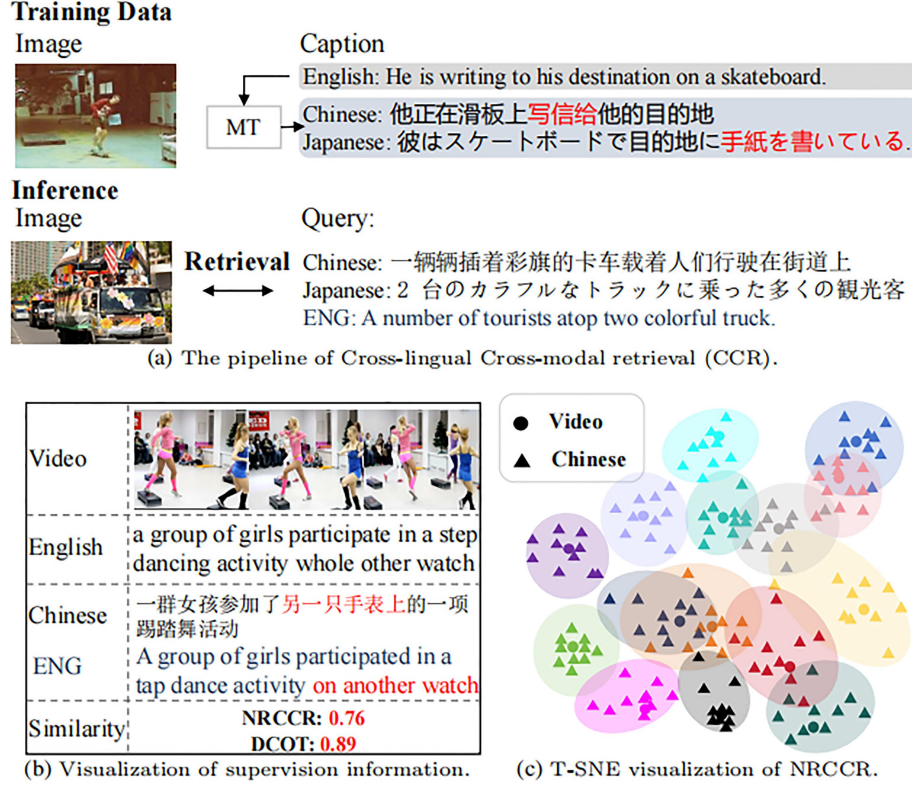 Training Data
Image
Caption
English: He is writing to his destination on a skateboard.
MT
Chinese: 他正在滑板上写信给他的目的地
Japanese: 彼はスケートボードで目的地に手紙を書いている.
Inference
Image
Query:
Retrieval
Chinese: 一辆辆插着彩旗的卡车载着人们行驶在街道上
Japanese: 2 台のカラフルなトラックに乗った多くの観光客
ENG: A number of tourists atop two colorful truck.
(a) The pipeline of Cross-lingual Cross-modal retrieval (CCR).
Video
English
a group of girls participate in a step
dancing activity whole other watch
Chinese
一群女孩参加了另一只手表上的一项
踢踏舞活动
ENG
A group of girls participated in a
tap dance activity on another watch
Similarity
NRCCR: 0.76
DCOT: 0.89
(b) Visualization of supervision information.
Video
Chinese
(c) T-SNE visualization of NRCCR.